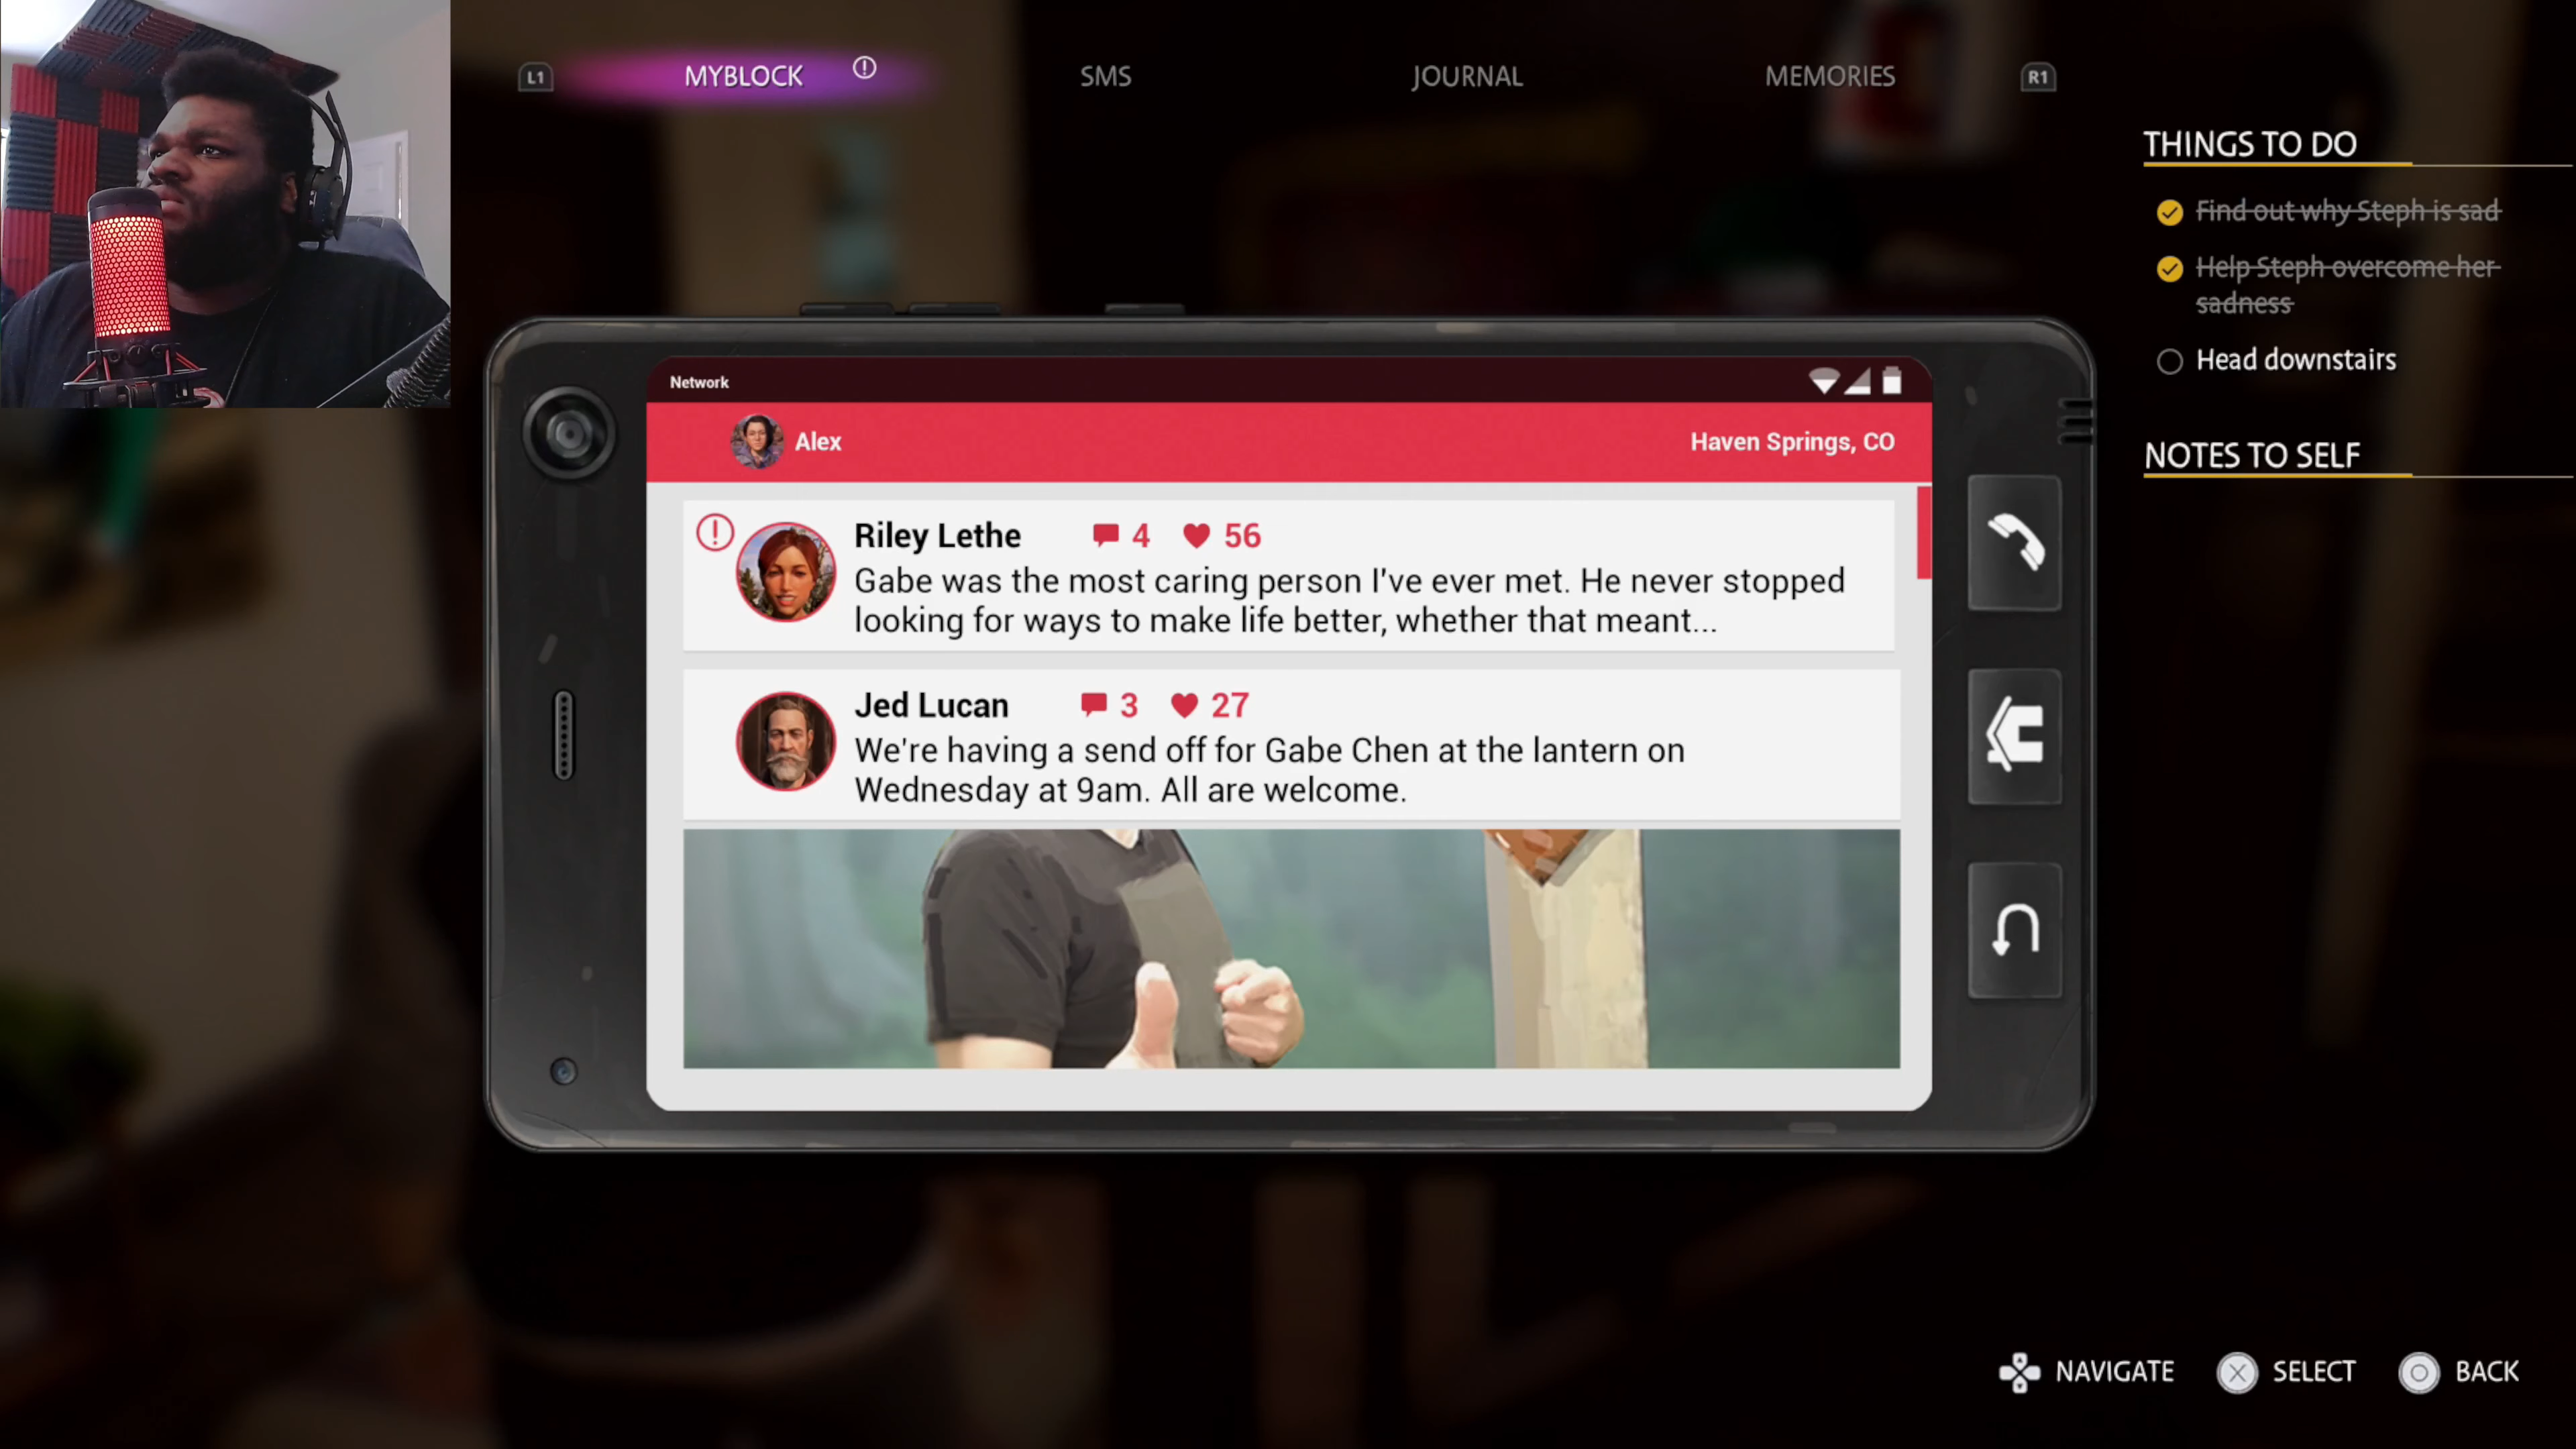 L1
MYBLOCK
SMS
JOURNAL
MEMORIES
R1
THINGS TO DO
Find out why Steph is sad
Help Steph overcome her
sadness
Head downstairs
NOTES TO SELF
Network
Alex
Haven Springs, CO
Riley Lethe 4 56
Gabe was the most caring person I've ever met. He never stopped
looking for ways to make life better, whether that meant...
Jed Lucan 3 27
We're having a send off for Gabe Chen at the lantern on
Wednesday at 9am. All are welcome.
NAVIGATE
SELECT
BACK